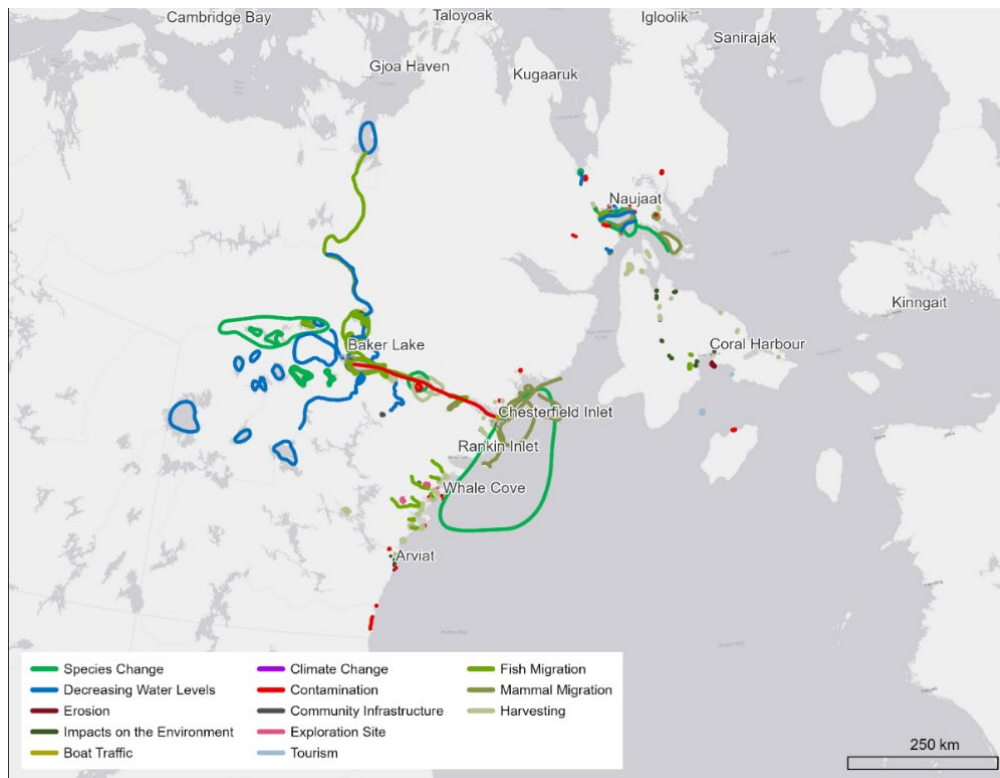 Cambridge Bay
Taloyoak
Igloolik
Sanirajak
Gjoa Haven
Kugaaruk
Naujaat
Kinngait
Baker Lake
Coral Harbour
Chesterfield Inlet
Rankin Inlet
Whale Cove
Arviat
Species Change
Decreasing Water Levels
Erosion
Impacts on the Environment
Boat Traffic
Climate Change
Contamination
Community Infrastructure
Exploration Site
Tourism
Fish Migration
Mammal Migration
Harvesting
250 km